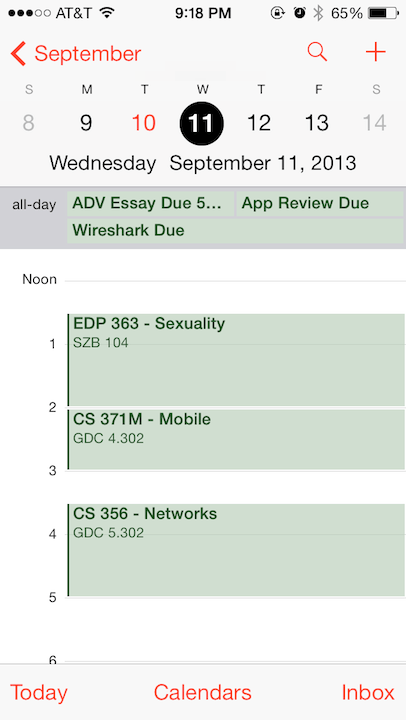 AT&T 9:18 PM 65%
September
S M T W T F S
8 9 10 11 12 13 14
Wednesday September 11, 2013
all-day ADV Essay Due 5... App Review Due
Wireshark Due
Noon
EDP 363 - Sexuality
1 SZB 104
2
CS 371M - Mobile
GDC 4.302
3
CS 356 - Networks
4 GDC 5.302
5
6
Today Calendars Inbox